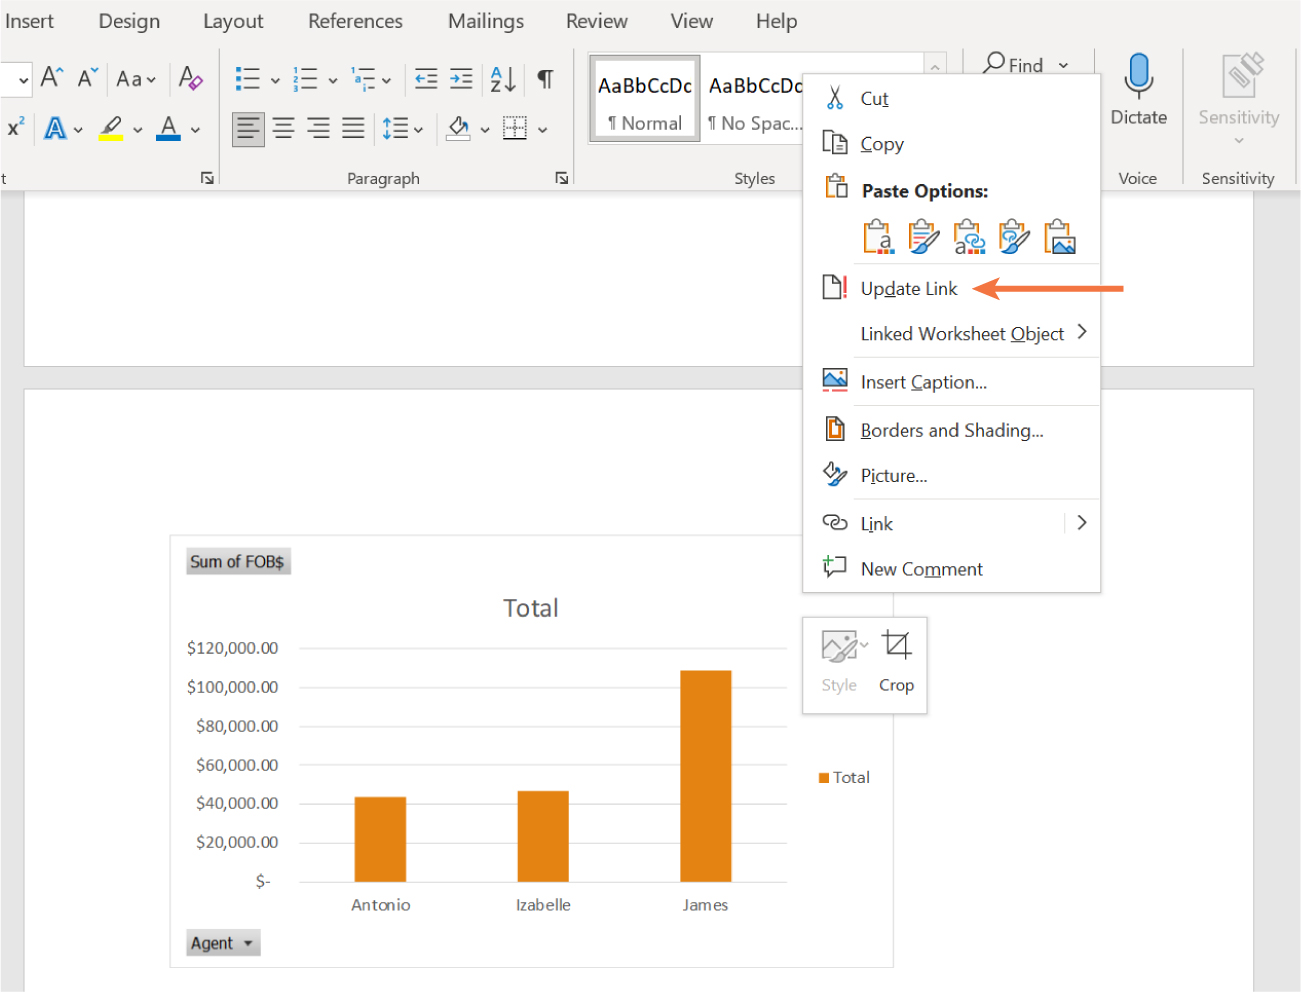 Insert Design Layout References Mailings Review View Help
A A Aa A
x² A A
AaBbCcDc AaBbCcDc
¶ Normal ¶ No Spac...
Find
Dictate
Sensitivity
t Paragraph Styles Voice Sensitivity
Cut
Copy
Paste Options:
Update Link
Linked Worksheet Object
Insert Caption...
Borders and Shading...
Picture...
Link
New Comment
Style Crop
Sum of FOB$
Total
$120,000.00
$100,000.00
$80,000.00
$60,000.00
$40,000.00
$20,000.00
$-
Antonio Izabelle James
Total
Agent